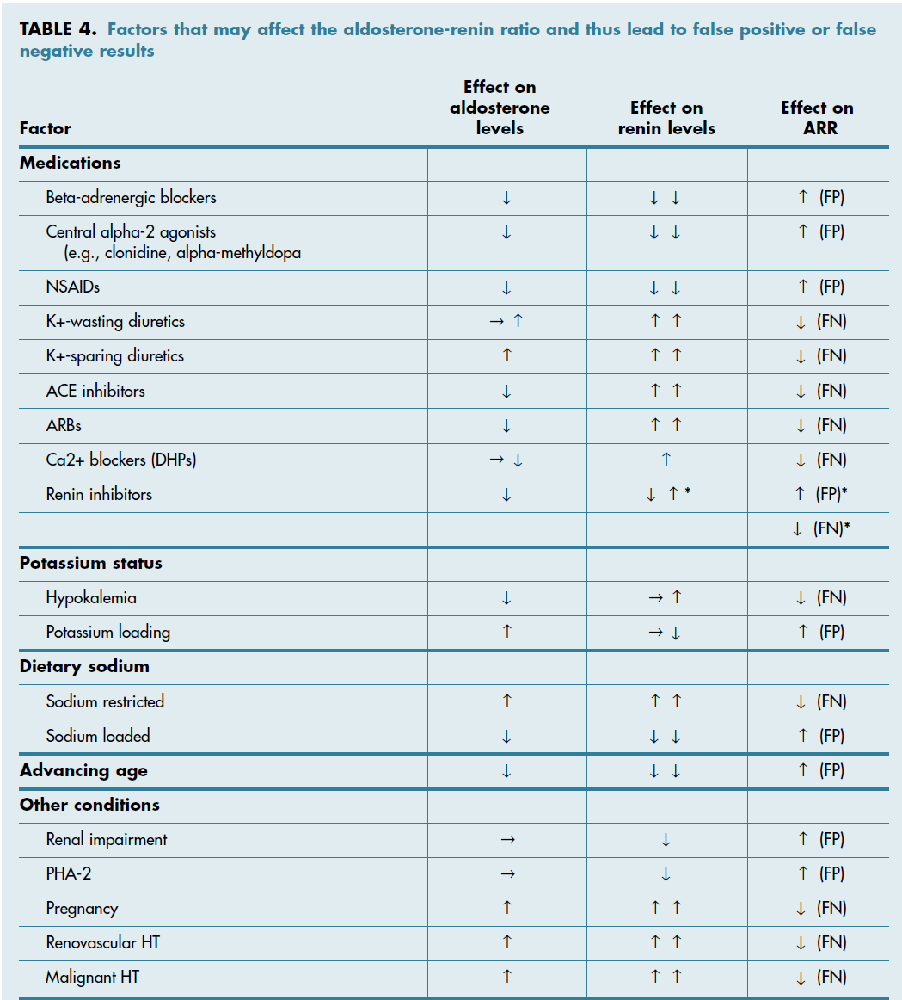 TABLE 4. Factors that may affect the aldosterone-renin ratio and thus lead to false positive or false
negative results
Factor Effect on aldosterone levels Effect on renin levels Effect on ARR
Medications
Beta-adrenergic blockers ↓ ↓ ↓ ↑ (FP)
Central alpha-2 agonists ↓ ↓ ↓ ↑ (FP)
(e.g., clonidine, alpha-methyldopa
NSAIDs ↓ ↓ ↓ ↑ (FP)
K+-wasting diuretics → ↑ ↑ ↑ ↓ (FN)
K+-sparing diuretics ↑ ↑ ↑ ↓ (FN)
ACE inhibitors ↓ ↑ ↑ ↓ (FN)
ARBs ↓ ↑ ↑ ↓ (FN)
Ca2+ blockers (DHPs) → ↓ ↑ ↓ (FN)
Renin inhibitors ↓ ↓ ↑ * ↑ (FP)*
↓ (FN)*
Potassium status
Hypokalemia ↓ → ↑ ↓ (FN)
Potassium loading ↑ → ↓ ↑ (FP)
Dietary sodium
Sodium restricted ↑ ↑ ↑ ↓ (FN)
Sodium loaded ↓ ↓ ↓ ↑ (FP)
Advancing age ↓ ↓ ↓ ↑ (FP)
Other conditions
Renal impairment → ↓ ↑ (FP)
PHA-2 → ↓ ↑ (FP)
Pregnancy ↑ ↑ ↑ ↓ (FN)
Renovascular HT ↑ ↑ ↑ ↓ (FN)
Malignant HT ↑ ↑ ↑ ↓ (FN)